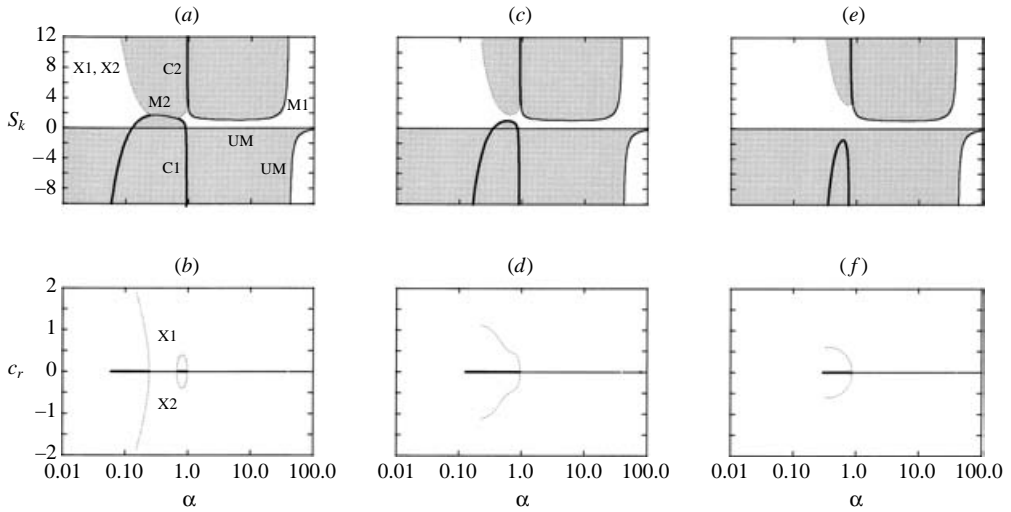 (a) (c) (e)
12
8
4
0
−4
−8
S_k
X1, X2
C2
M2
M1
UM
UM
C1
(b) (d) (f)
2
1
0
−1
−2
c_r
X1
X2
0.01 0.10 1.0 10.0 100.0 0.01 0.10 1.0 10.0 100.0 0.01 0.10 1.0 10.0 100.0
α α α